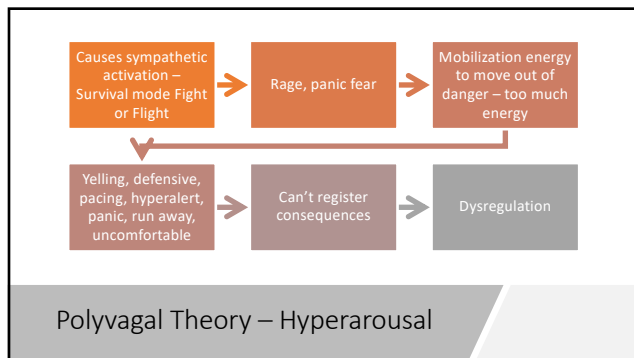 Causes sympathetic
activation –
Survival mode Fight
or Flight
Rage, panic fear
Mobilization energy
to move out of
danger – too much
energy
Yelling, defensive,
pacing, hyperalert,
panic, run away,
uncomfortable
Can’t register
consequences
Dysregulation
Polyvagal Theory – Hyperarousal